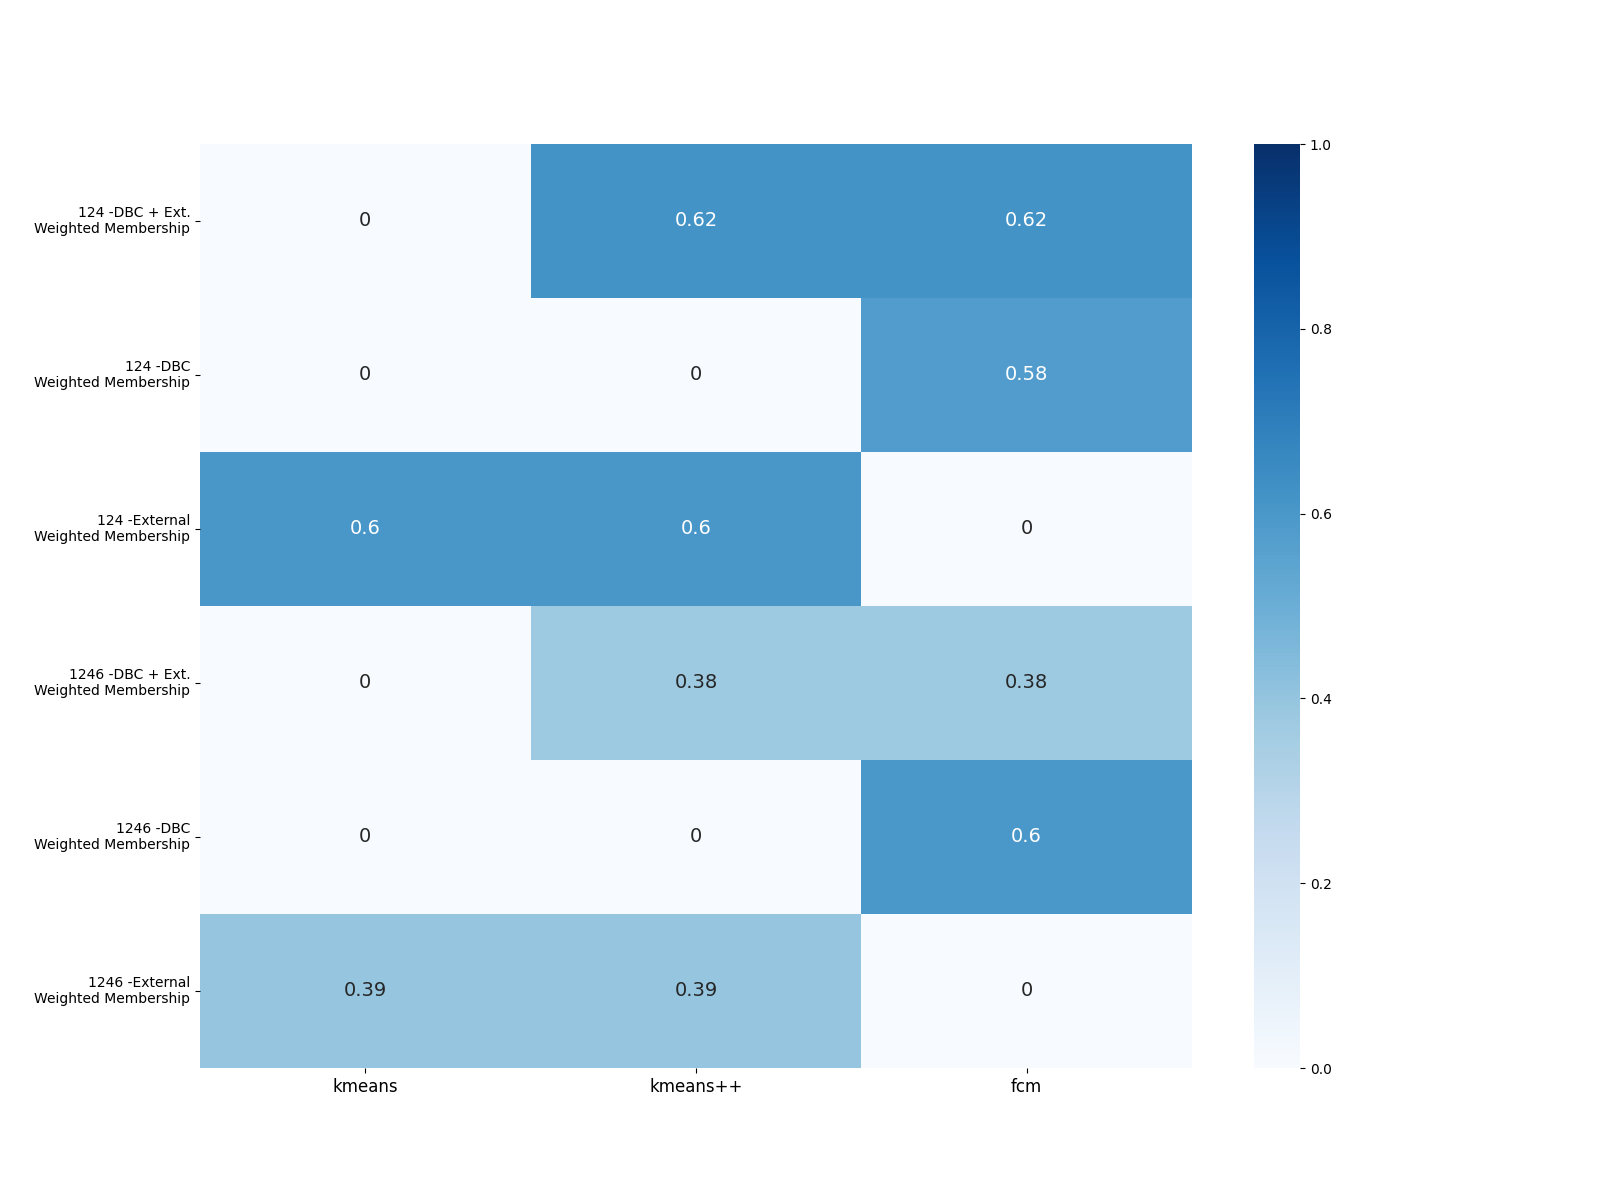 124 -DBC + Ext.
Weighted Membership
0
0.62
0.62
124 -DBC
Weighted Membership
0
0
0.58
124 -External
Weighted Membership
0.6
0.6
0
1246 -DBC + Ext.
Weighted Membership
0
0.38
0.38
1246 -DBC
Weighted Membership
0
0
0.6
1246 -External
Weighted Membership
0.39
0.39
0
kmeans
kmeans++
fcm
1.0
0.8
0.6
0.4
0.2
0.0